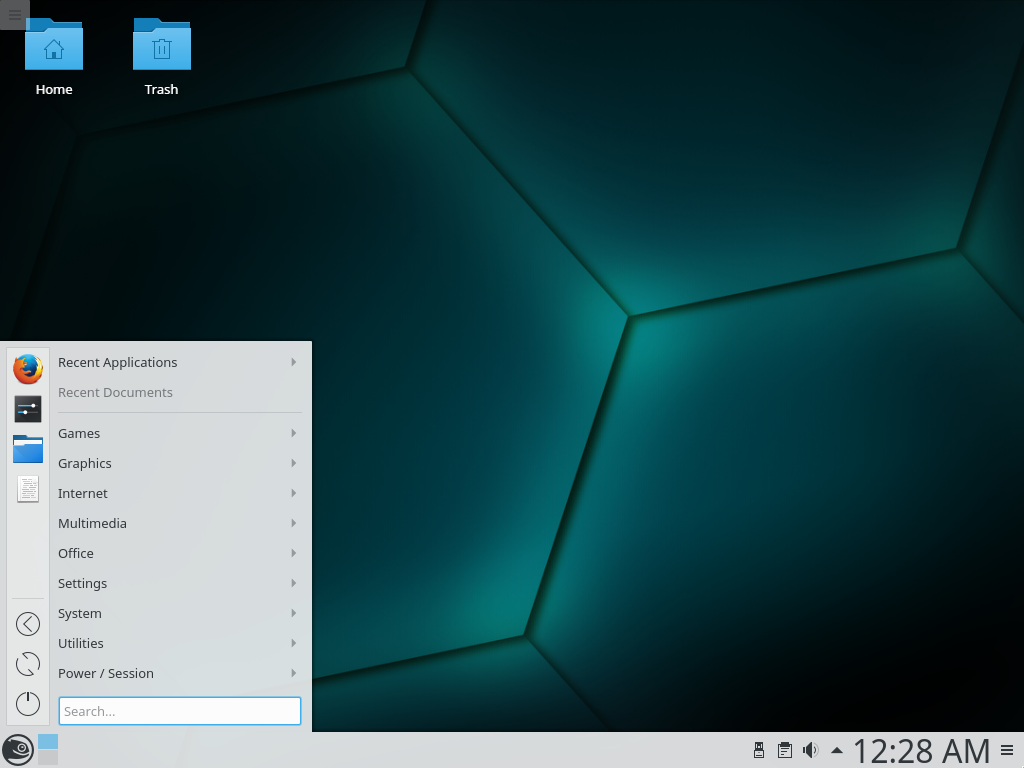 Home
Trash
Recent Applications
Recent Documents
Games
Graphics
Internet
Multimedia
Office
Settings
System
Utilities
Power / Session
Search...
12:28 AM